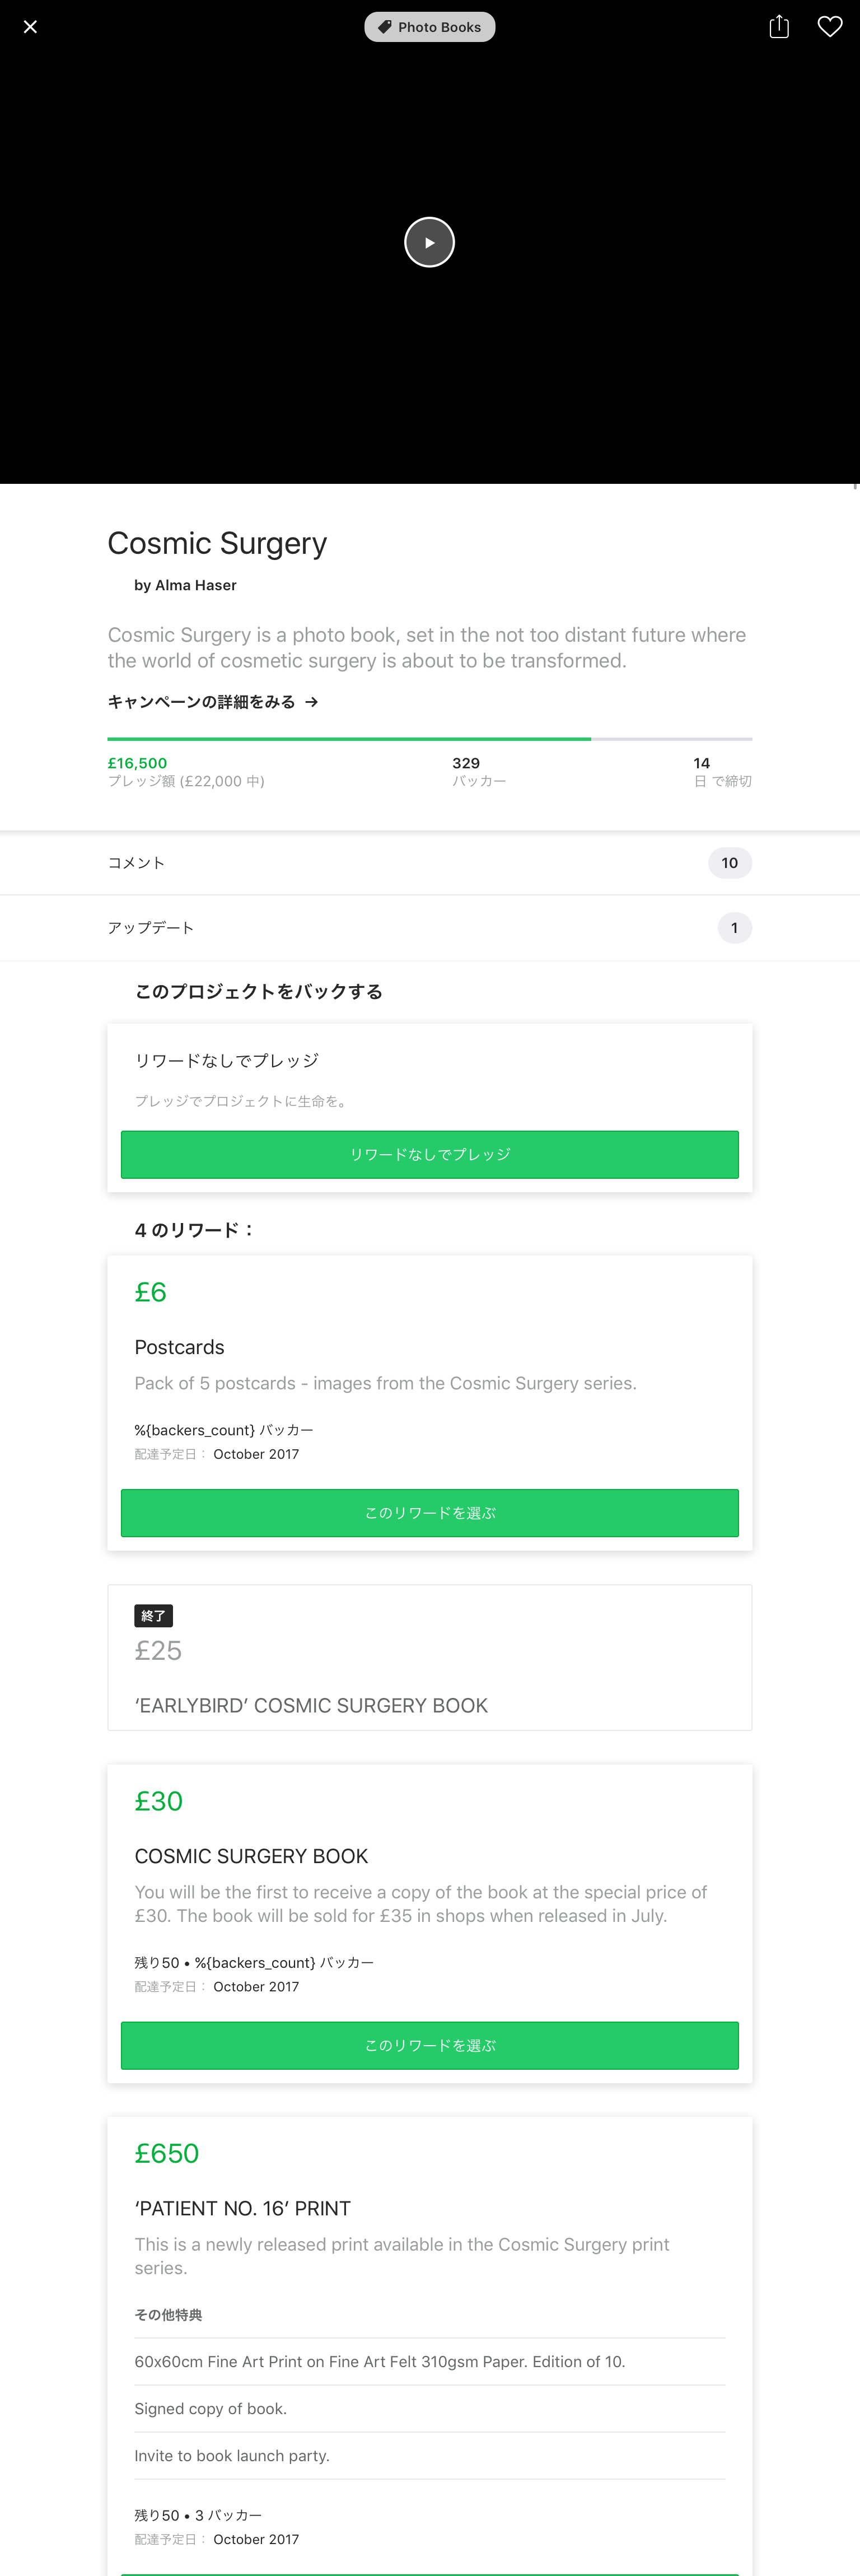 Photo Books
Cosmic Surgery
by Alma Haser
Cosmic Surgery is a photo book, set in the not too distant future where
the world of cosmetic surgery is about to be transformed.
キャンペーンの詳細をみる →
£16,500
プレッジ額 (£22,000 中)
329
バッカー
14
日 で締切
コメント
10
アップデート
1
このプロジェクトをバックする
リワードなしでプレッジ
プレッジでプロジェクトに生命を。
リワードなしでプレッジ
4 のリワード：
£6
Postcards
Pack of 5 postcards - images from the Cosmic Surgery series.
%{backers_count} バッカー
配達予定日： October 2017
このリワードを選ぶ
終了
£25
‘EARLYBIRD’ COSMIC SURGERY BOOK
£30
COSMIC SURGERY BOOK
You will be the first to receive a copy of the book at the special price of
£30. The book will be sold for £35 in shops when released in July.
残り50 • %{backers_count} バッカー
配達予定日： October 2017
このリワードを選ぶ
£650
‘PATIENT NO. 16’ PRINT
This is a newly released print available in the Cosmic Surgery print
series.
その他特典
60x60cm Fine Art Print on Fine Art Felt 310gsm Paper. Edition of 10.
Signed copy of book.
Invite to book launch party.
残り50 • 3 バッカー
配達予定日： October 2017